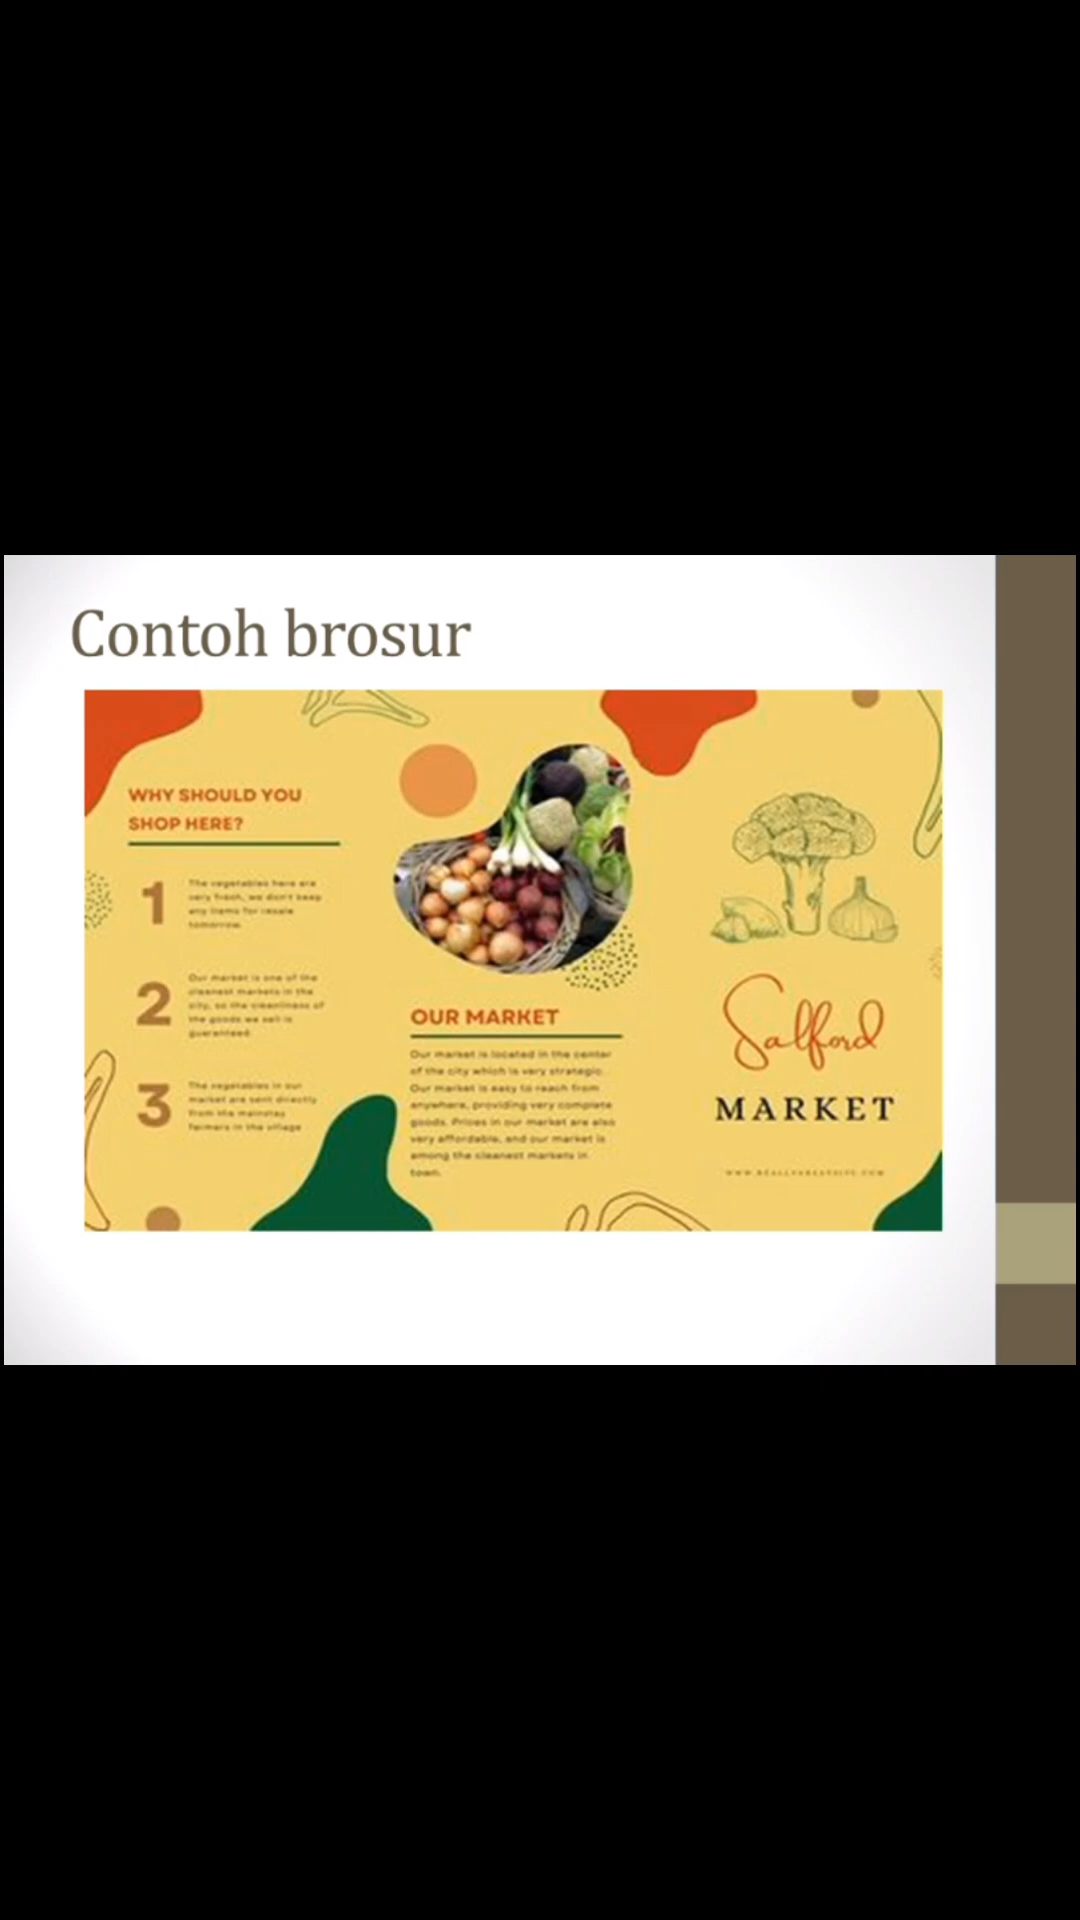 Contoh brosur
WHY SHOULD YOU
SHOP HERE?
1
The vegetables here are
very fresh, we don't keep
any items for resale
tomorrow.
2
Our market is one of the
cleanest markets in the
city, so the cleanliness of
the goods we sell is
guaranteed
3
The vegetables in our
market are sent directly
from the mainstay
farmers in the village
OUR MARKET
Our market is located in the center
of the city which is very strategic.
Our market is easy to reach from
anywhere, providing very complete
goods. Prices in our market are also
very affordable, and our market is
among the cleanest markets in
town.
Salford
MARKET